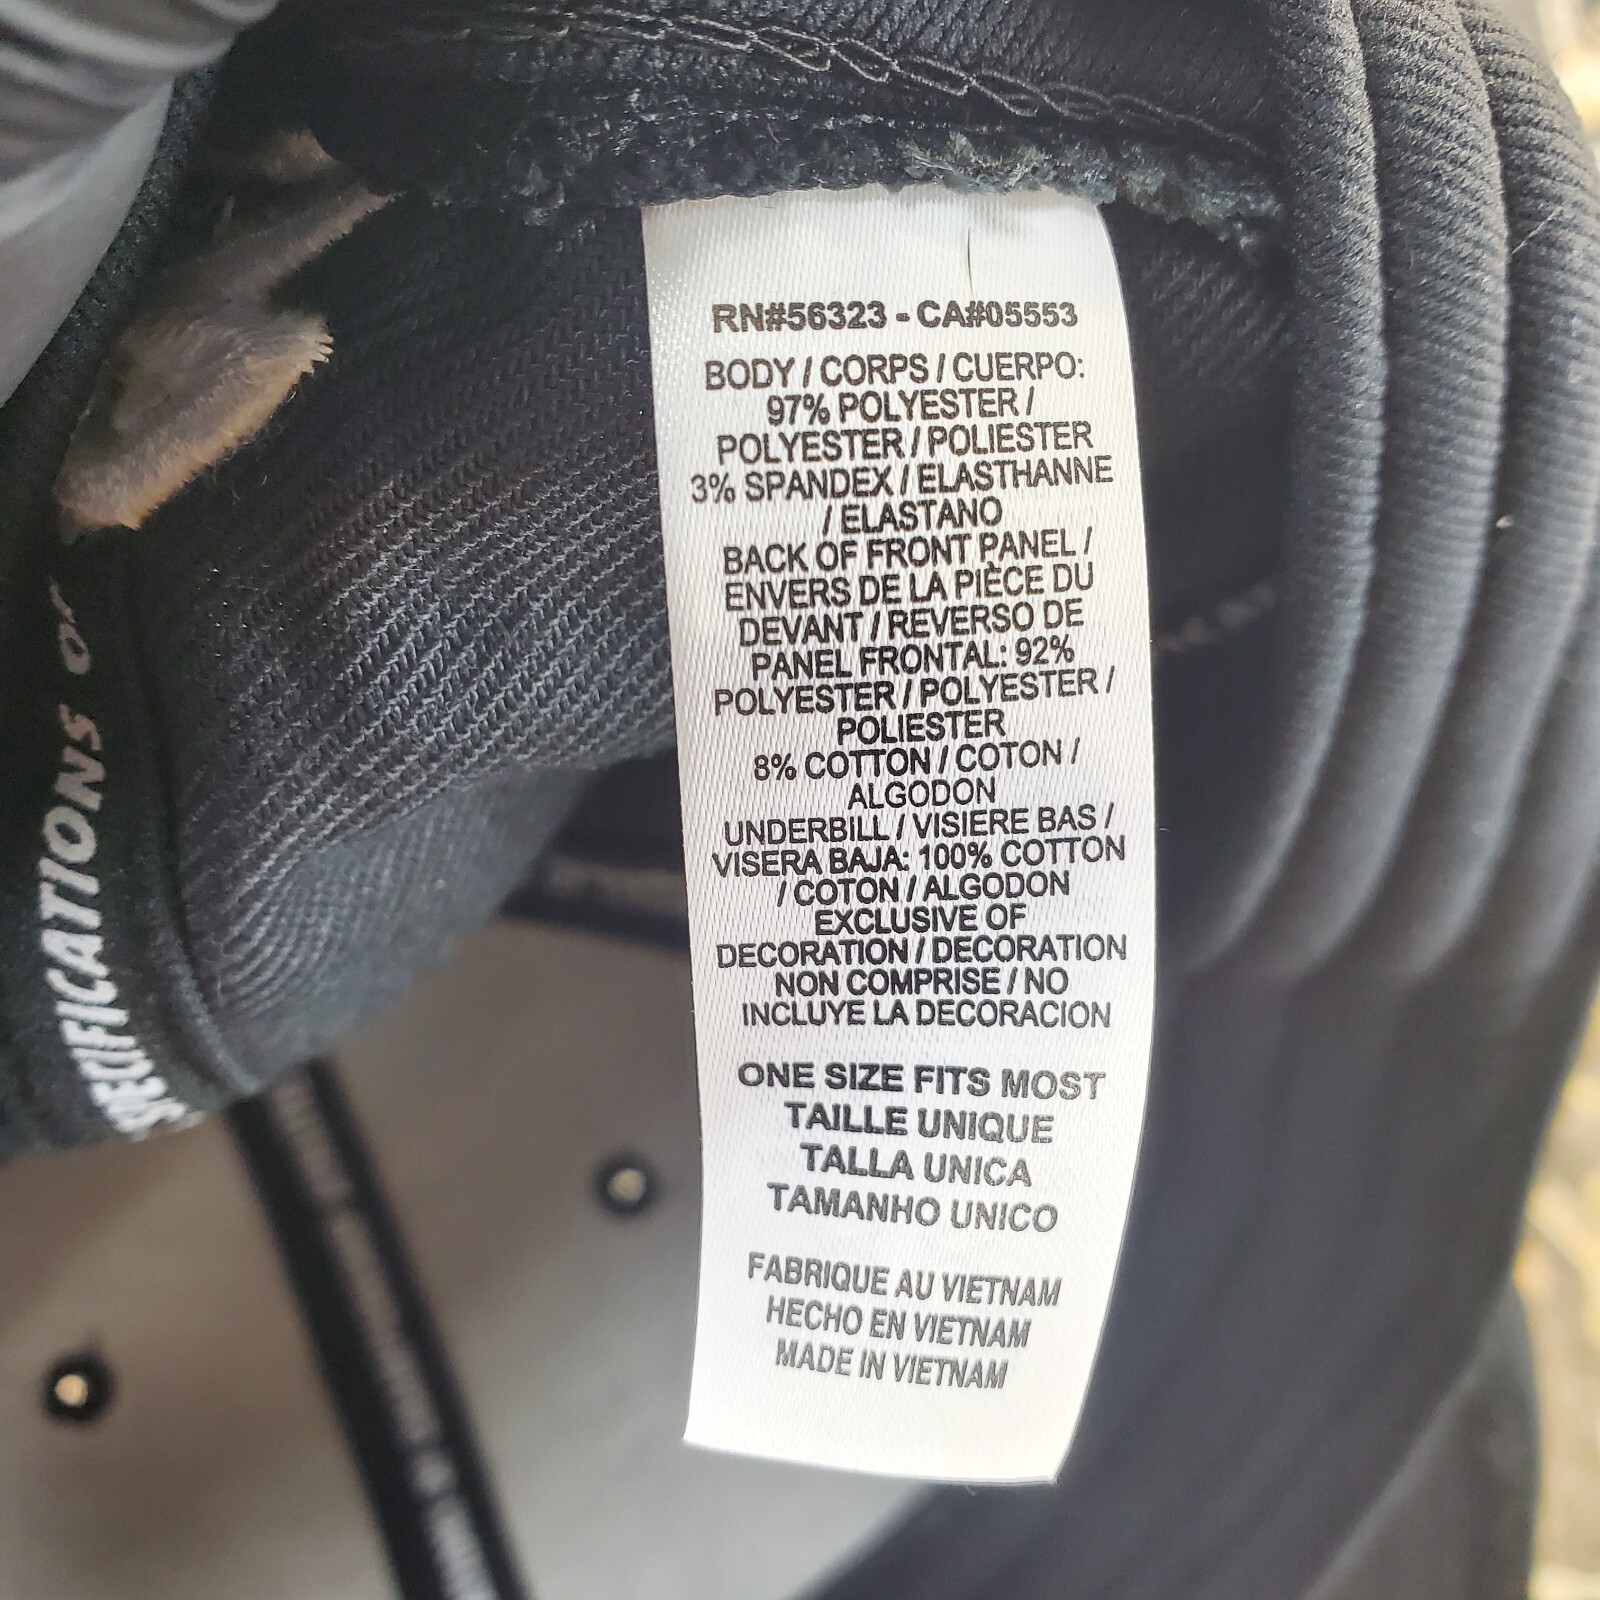 RN#56323 - CA#05553
BODY / CORPS / CUERPO:
97% POLYESTER /
POLYESTER / POLIESTER
3% SPANDEX / ELASTHANNE
/ ELASTANO
BACK OF FRONT PANEL /
ENVERS DE LA PIÈCE DU
DEVANT / REVERSO DE
PANEL FRONTAL: 92%
POLYESTER / POLYESTER /
POLIESTER
8% COTTON / COTON /
ALGODON
UNDERBILL / VISIERE BAS /
VISERA BAJA: 100% COTTON
/ COTON / ALGODON
EXCLUSIVE OF
DECORATION / DECORATION
NON COMPRISE / NO
INCLUYE LA DECORACION
ONE SIZE FITS MOST
TAILLE UNIQUE
TALLA UNICA
TAMANHO UNICO
FABRIQUE AU VIETNAM
HECHO EN VIETNAM
MADE IN VIETNAM
SPECIFICATIONS OF